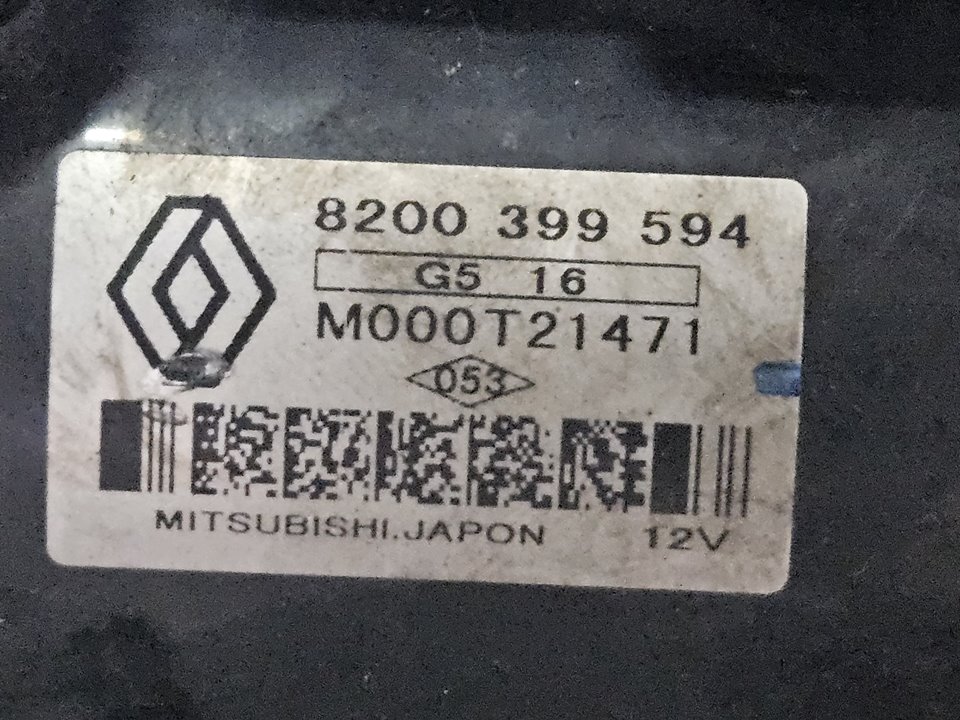 8200 399 594
G5 16
M000T21471
053
MITSUBISHI.JAPON 12V